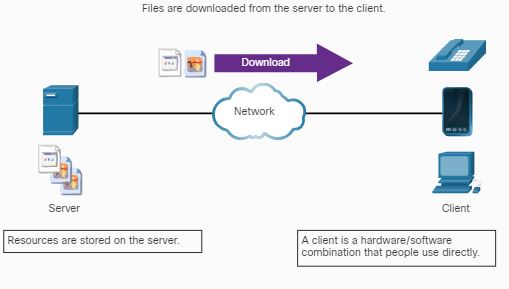 Files are downloaded from the server to the client.
Download
Network
Server
Client
Resources are stored on the server.
A client is a hardware/software
combination that people use directly.